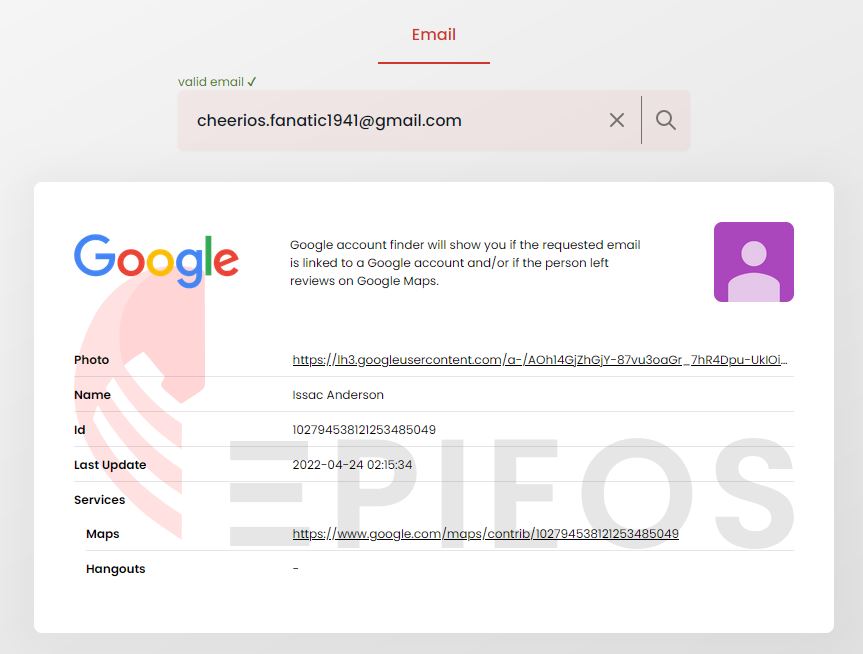 Email
valid email ✓
cheerios.fanatic1941@gmail.com
Google
Google account finder will show you if the requested email
is linked to a Google account and/or if the person left
reviews on Google Maps.
Photo https://lh3.googleusercontent.com/a-/AOh14GjZhGjY-87vu3oaGr_7hR4Dpu-UkIOi...
Name Issac Anderson
Id 102794538121253485049
Last Update 2022-04-24 02:15:34
Services
Maps https://www.google.com/maps/contrib/102794538121253485049
Hangouts -
EPIEOS